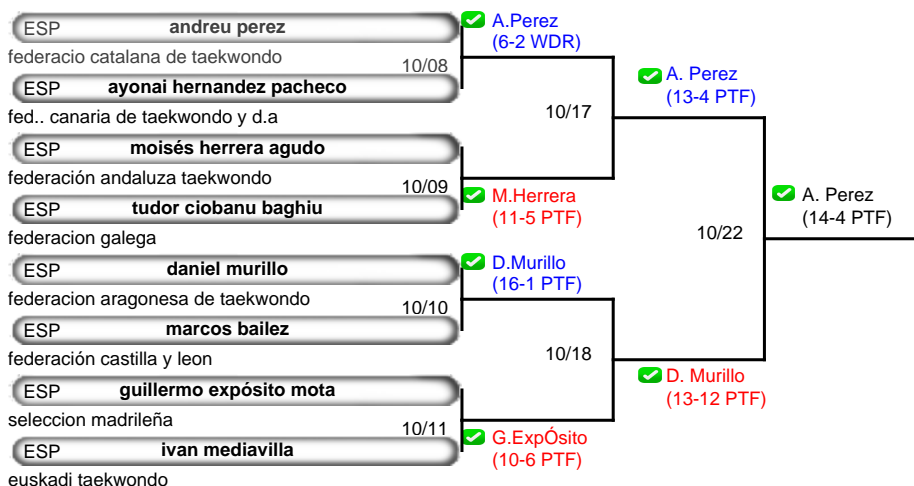 ESP andreu perez
federacio catalana de taekwondo
10/08
ESP ayonai hernandez pacheco
fed.. canaria de taekwondo y d.a
ESP moisés herrera agudo
federación andaluza taekwondo
10/09
ESP tudor ciobanu baghiu
federacion galega
ESP daniel murillo
federacion aragonesa de taekwondo
10/10
ESP marcos bailez
federación castilla y leon
ESP guillermo expósito mota
seleccion madrileña
10/11
ESP ivan mediavilla
euskadi taekwondo
A.Perez
(6-2 WDR)
10/17
M.Herrera
(11-5 PTF)
D.Murillo
(16-1 PTF)
10/18
G.ExpÓsito
(10-6 PTF)
A. Perez
(13-4 PTF)
10/22
D. Murillo
(13-12 PTF)
A. Perez
(14-4 PTF)